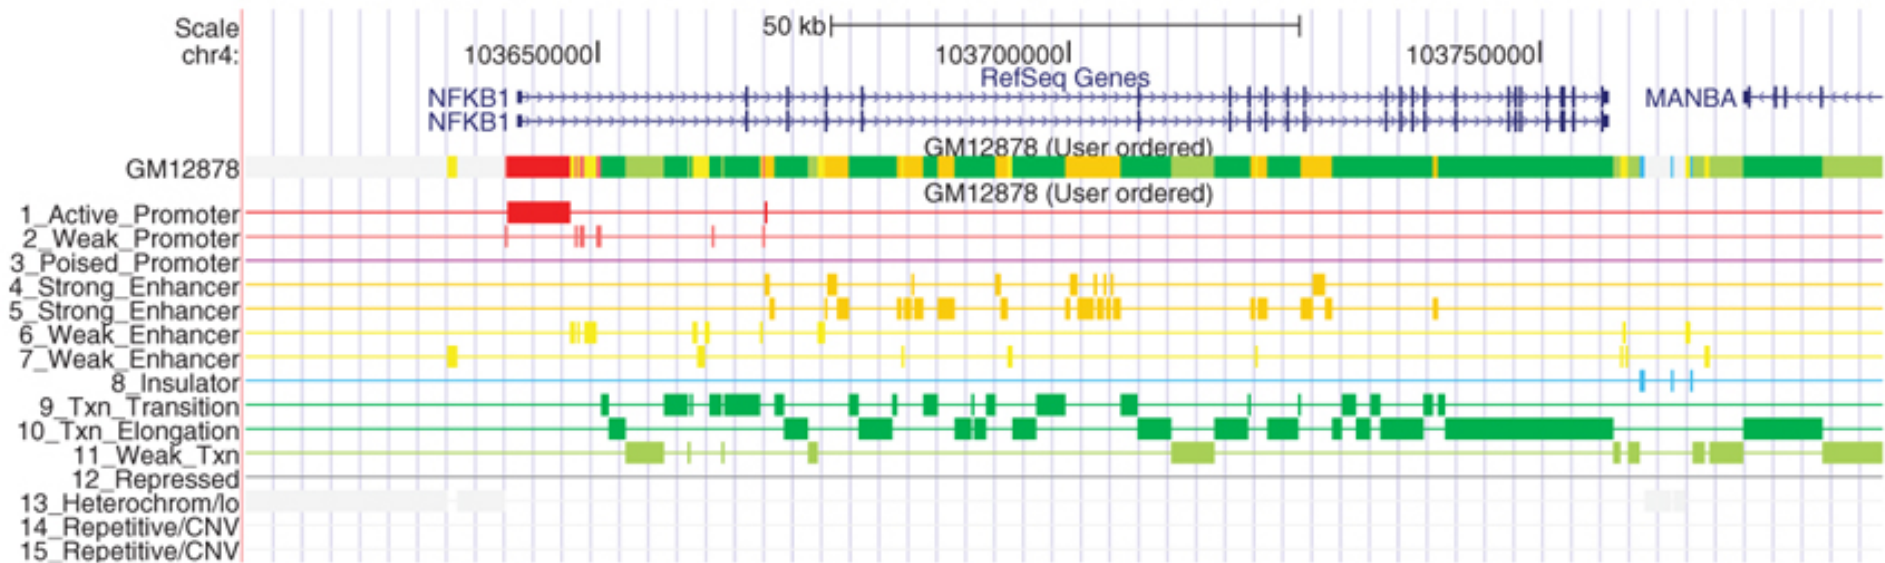 Scale 50 kb
chr4: 103650000 103700000 103750000
RefSeq Genes
NFKB1 MANBA
NFKB1
GM12878 (User ordered)
GM12878
GM12878 (User ordered)
1_Active_Promoter
2_Weak_Promoter
3_Poised_Promoter
4_Strong_Enhancer
5_Strong_Enhancer
6_Weak_Enhancer
7_Weak_Enhancer
8_Insulator
9_Txn_Transition
10_Txn_Elongation
11_Weak_Txn
12_Repressed
13_Heterochrom/lo
14_Repetitive/CNV
15_Repetitive/CNV